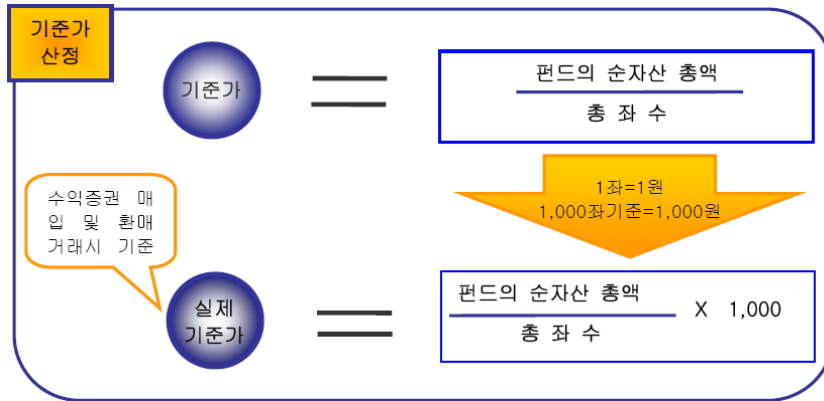 기준가
산정
기준가
펀드의 순자산 총액
총 좌 수
1좌=1원
1,000좌기준=1,000원
수익증권 매
입 및 환매
거래시 기준
실제
기준가
펀드의 순자산 총액
총 좌 수
X 1,000